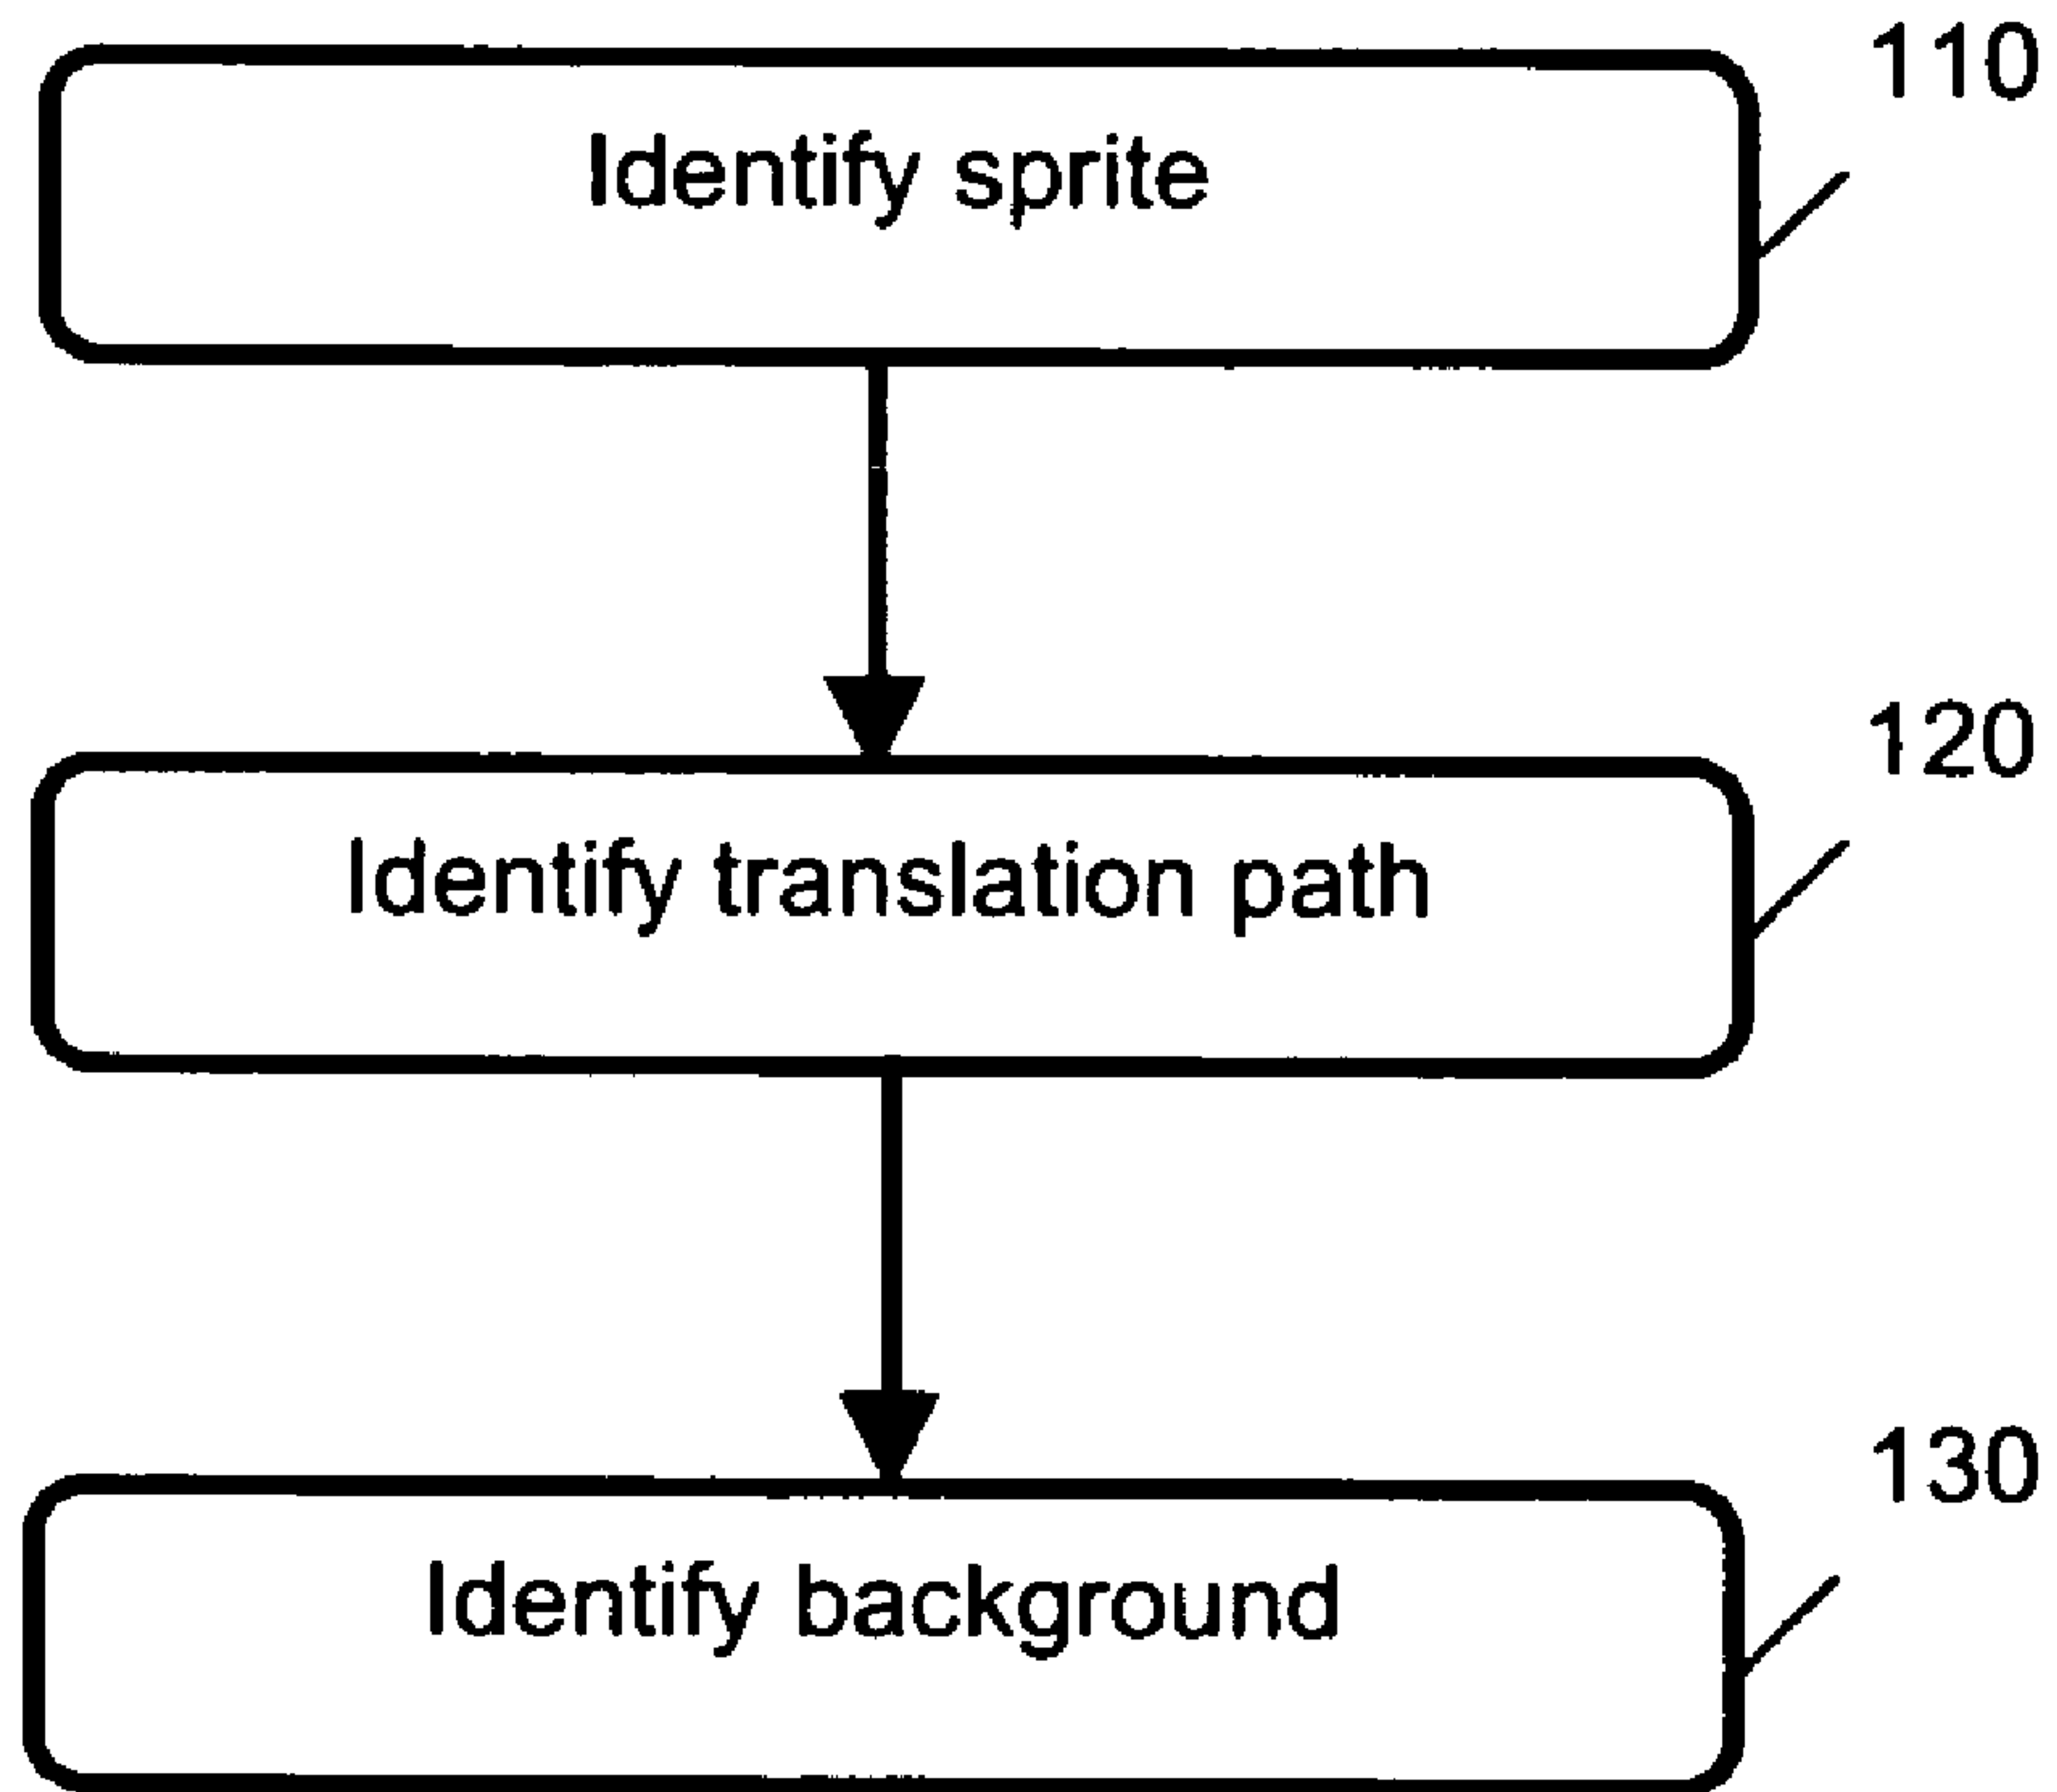 110
Identify sprite
120
Identify translation path
130
Identify background